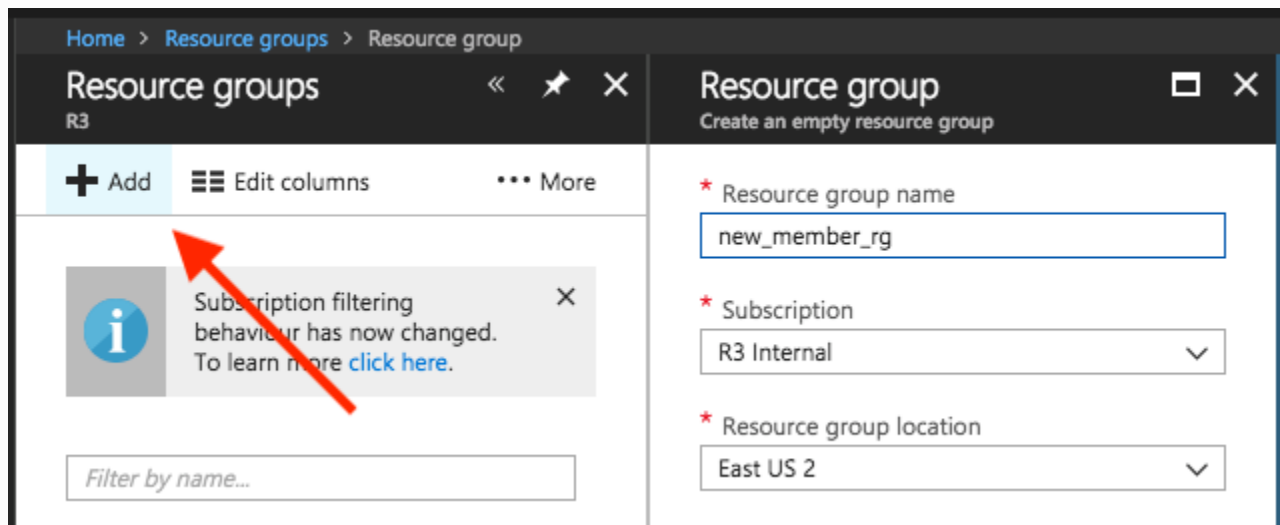 Home > Resource groups > Resource group
Resource groups
R3
Add
Edit columns
More
Subscription filtering
behaviour has now changed.
To learn more click here.
Filter by name...
Resource group
Create an empty resource group
* Resource group name
new_member_rg
* Subscription
R3 Internal
* Resource group location
East US 2